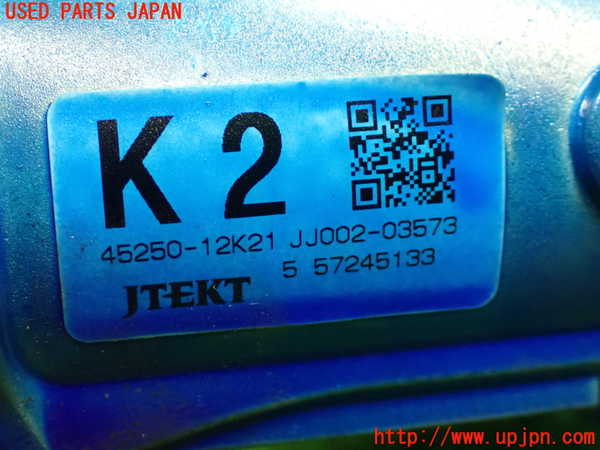 USED PARTS JAPAN
K2
45250-12K21 JJ002-03573
5 57245133
JTEKT
http://www.upjpn.com